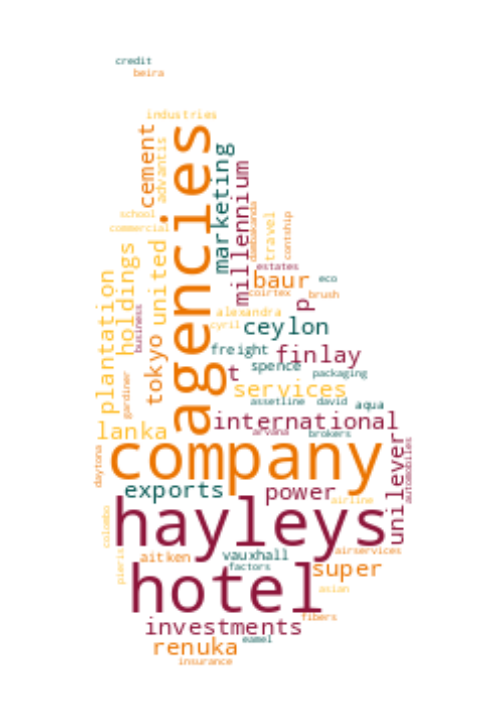 credit
beira
industries
agencies
cement
advantis
marketing
millennium
school
commercial
dambakanda
travel
contship
estates
baur
eco
coirtex
brush
p
holdings
united
plantation
tokyo
business
alexandra
cyril
ceylon
freight
finlay
t
spence
packaging
services
gardiner
assetline
david
aqua
international
lanka
arvana
brokers
company
unilever
automobiles
daytona
exports
power
airline
hayleys
colombo
pieris
aitken
vauxhall
airservices
factors
super
hotel
asian
fibers
investments
eamel
renuka
insurance